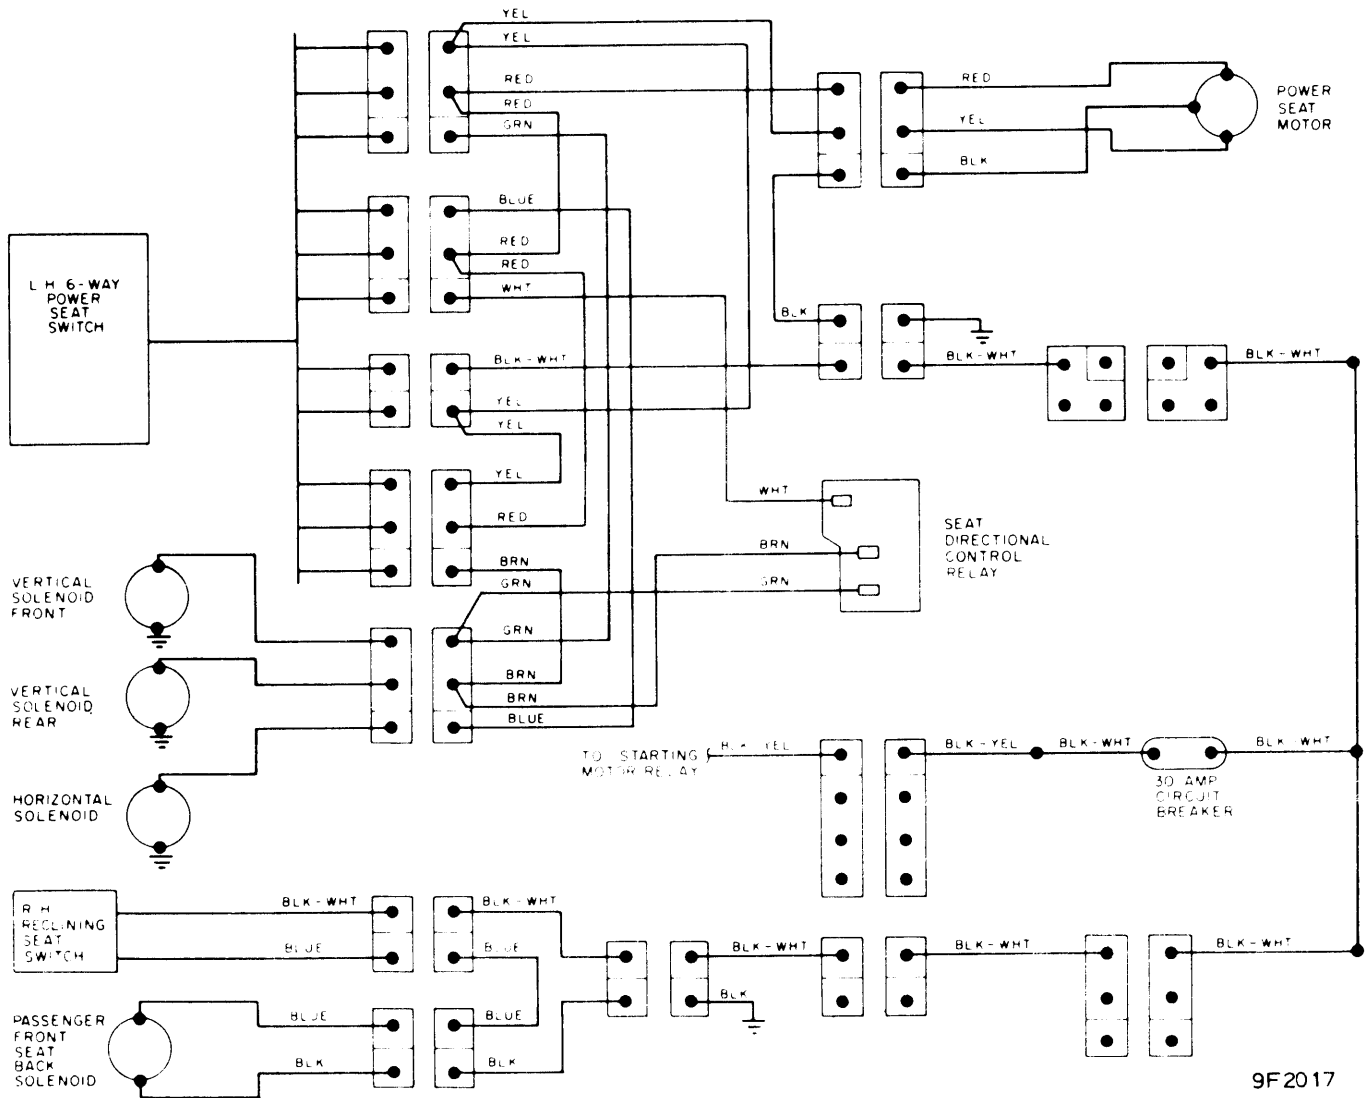 YEL
YEL
RED
RED
GRN
RED
YEL
BLK
POWER
SEAT
MOTOR
BLUE
RED
RED
WHT
BLK
L H 6-WAY
POWER
SEAT
SWITCH
BLK-WHT
YEL
YEL
BLK-WHT
BLK-WHT
YEL
RED
BRN
GRN
WHT
BRN
GRN
SEAT
DIRECTIONAL
CONTROL
RELAY
VERTICAL
SOLENOID
FRONT
GRN
BRN
BRN
BLUE
VERTICAL
SOLENOID
REAR
BLK-YEL
TO STARTING
MOTOR RELAY
BLK-YEL
BLK-WHT
BLK-WHT
30 AMP
CIRCUIT
BREAKER
HORIZONTAL
SOLENOID
R H
RECLINING
SEAT
SWITCH
BLK-WHT
BLUE
BLK-WHT
BLUE
BLK-WHT
BLK
BLK-WHT
BLK-WHT
PASSENGER
FRONT
SEAT
BACK
SOLENOID
BLUE
BLK
BLUE
BLK
9F2017